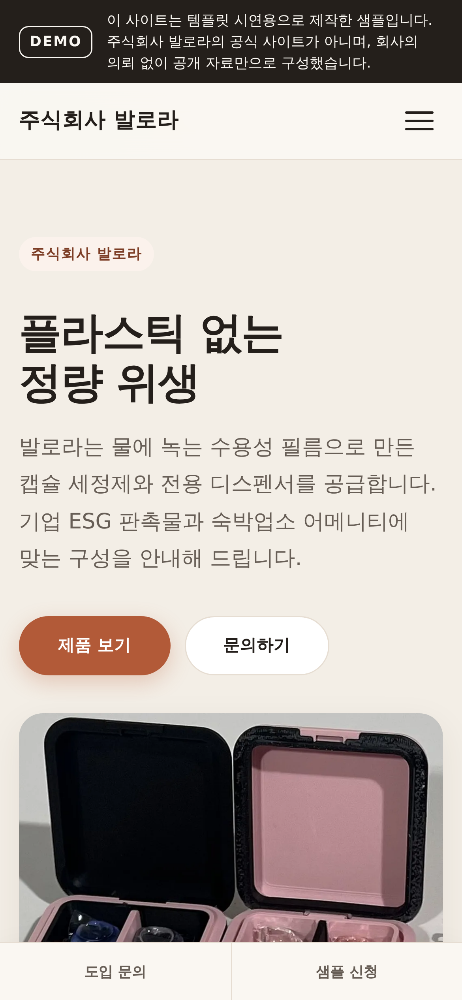 DEMO
이 사이트는 템플릿 시연용으로 제작한 샘플입니다.
주식회사 발로라의 공식 사이트가 아니며, 회사의
의뢰 없이 공개 자료만으로 구성했습니다.
주식회사 발로라
주식회사 발로라
플라스틱 없는
정량 위생
발로라는 물에 녹는 수용성 필름으로 만든
캡슐 세정제와 전용 디스펜서를 공급합니다.
기업 ESG 판촉물과 숙박업소 어메니티에
맞는 구성을 안내해 드립니다.
제품 보기
문의하기
도입 문의
샘플 신청